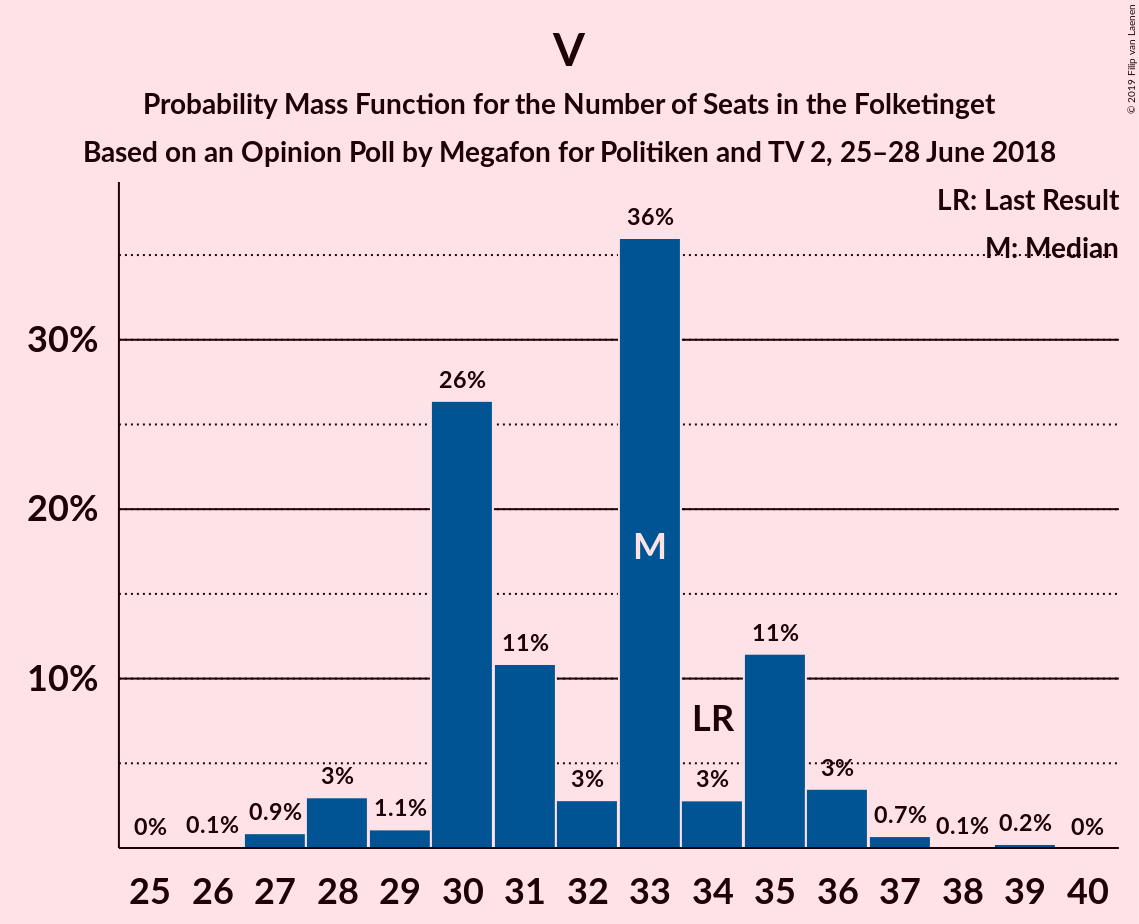 V
Probability Mass Function for the Number of Seats in the Folketinget
Based on an Opinion Poll by Megafon for Politiken and TV 2, 25–28 June 2018
© 2019 Filip van Laenen
LR: Last Result
M: Median
30%
20%
10%
0%
0.1%
0.9%
3%
1.1%
26%
11%
3%
36%
M
LR
3%
11%
3%
0.7%
0.1%
0.2%
0%
25 26 27 28 29 30 31 32 33 34 35 36 37 38 39 40